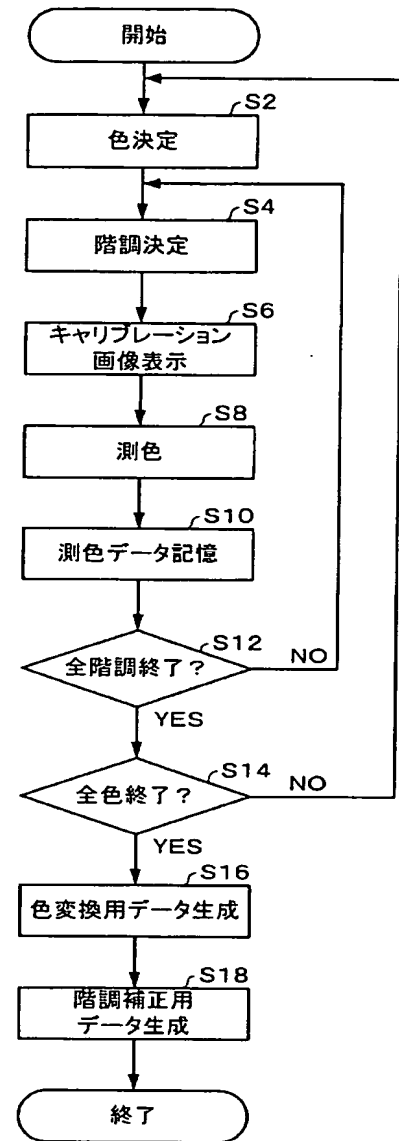 開始
S2
色決定
S4
階調決定
S6
キャリブレーション
画像表示
S8
測色
S10
測色データ記憶
S12
全階調終了?
NO
YES
S14
全色終了?
NO
YES
S16
色変換用データ生成
S18
階調補正用
データ生成
終了